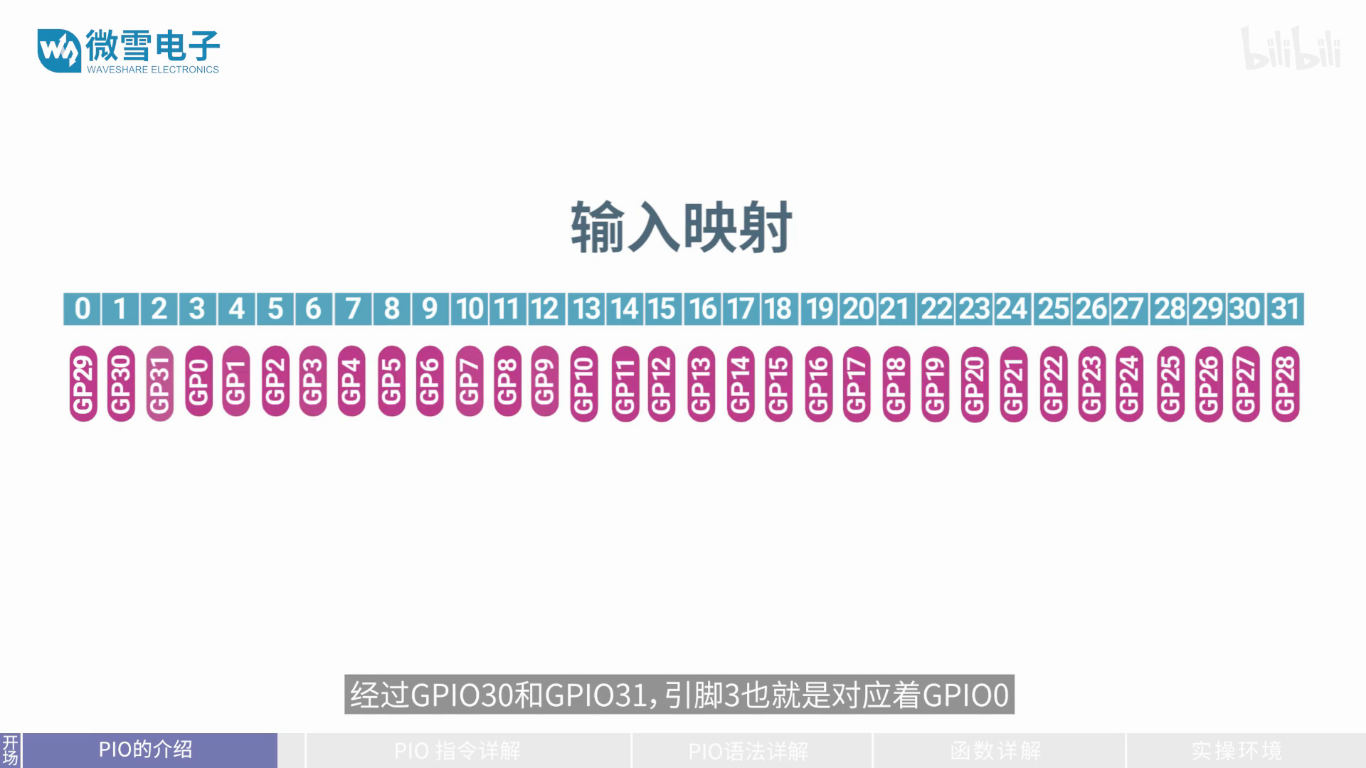 微雪电子
WAVESHARE ELECTRONICS
bilibili
输入映射
0 1 2 3 4 5 6 7 8 9 10 11 12 13 14 15 16 17 18 19 20 21 22 23 24 25 26 27 28 29 30 31
GP29 GP30 GP31 GP0 GP1 GP2 GP3 GP4 GP5 GP6 GP7 GP8 GP9 GP10 GP11 GP12 GP13 GP14 GP15 GP16 GP17 GP18 GP19 GP20 GP21 GP22 GP23 GP24 GP25 GP26 GP27 GP28
经过GPIO30和GPIO31,引脚3也就是对应着GPIO0
开场 PIO的介绍 PIO 指令详解 PIO语法详解 函数详解 实操环境